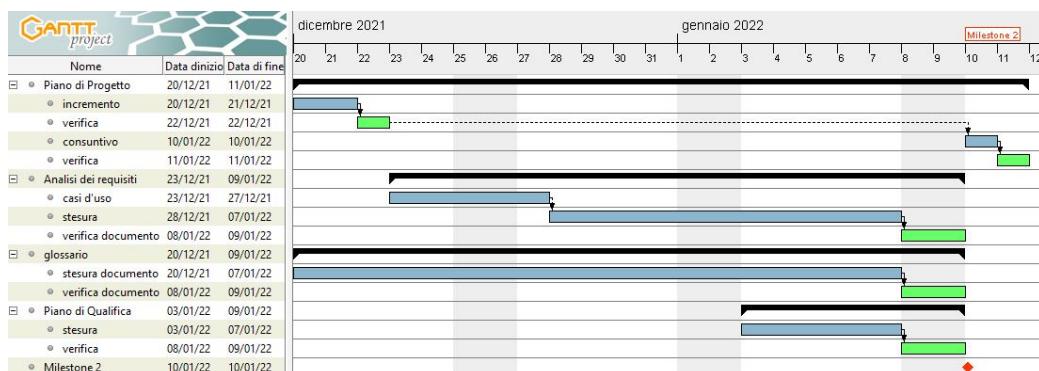 GANTT project
dicembre 2021 gennaio 2022
Milestone 2
Nome Data dinizio Data di fine 20 21 22 23 24 25 26 27 28 29 30 31 1 2 3 4 5 6 7 8 9 10 11 12
Piano di Progetto 20/12/21 11/01/22
incremento 20/12/21 21/12/21
verifica 22/12/21 22/12/21
consuntivo 10/01/22 10/01/22
verifica 11/01/22 11/01/22
Analisi dei requisiti 23/12/21 09/01/22
casi d'uso 23/12/21 27/12/21
stesura 28/12/21 07/01/22
verifica documento 08/01/22 09/01/22
glossario 20/12/21 09/01/22
stesura documento 20/12/21 07/01/22
verifica documento 08/01/22 09/01/22
Piano di Qualifica 03/01/22 09/01/22
stesura 03/01/22 07/01/22
verifica 08/01/22 09/01/22
Milestone 2 10/01/22 10/01/22